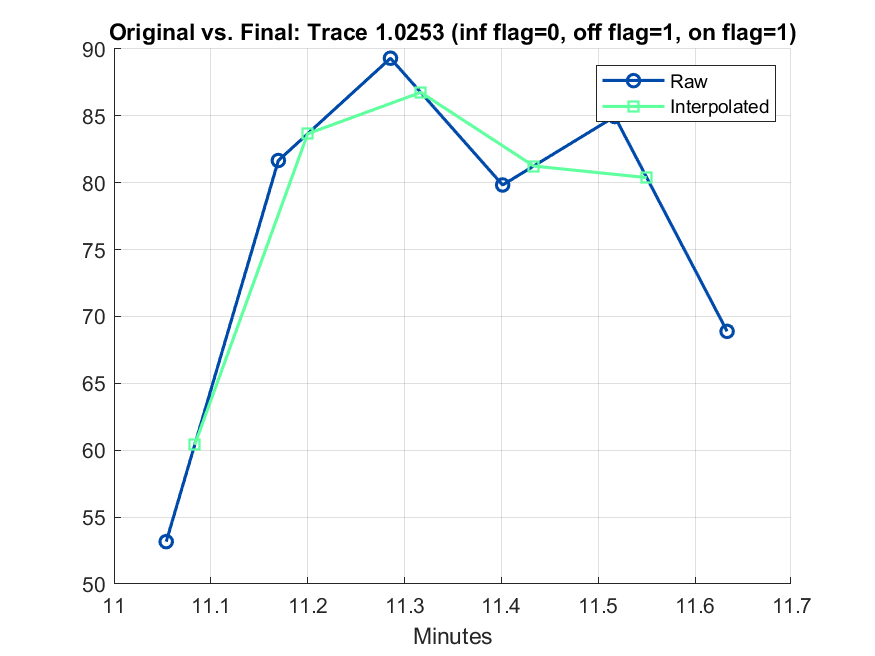 Original vs. Final: Trace 1.0253 (inf flag=0, off flag=1, on flag=1)
90
85
80
75
70
65
60
55
50
Raw
Interpolated
11 11.1 11.2 11.3 11.4 11.5 11.6 11.7
Minutes